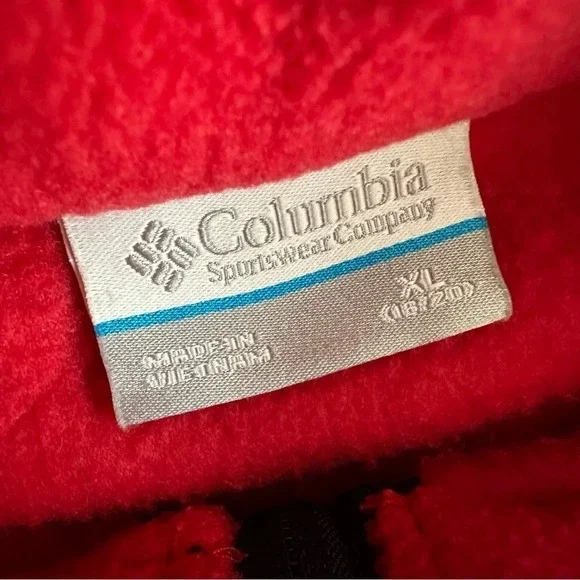 Columbia
Sportswear Company
XL
(18/20)
MADE IN
VIETNAM